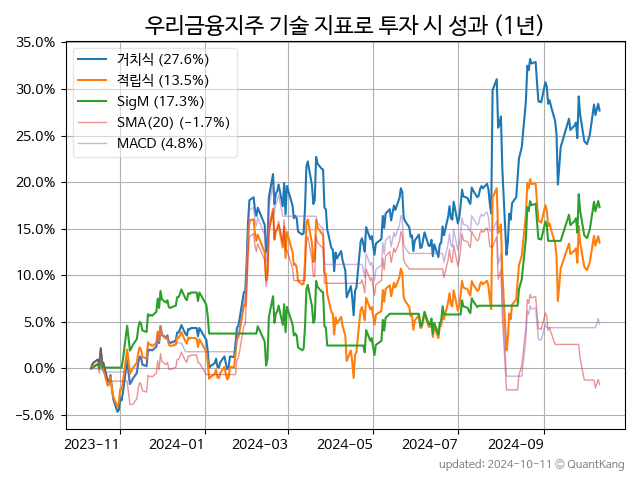 우리금융지주 기술 지표로 투자 시 성과 (1년)
35.0%
30.0%
25.0%
20.0%
15.0%
10.0%
5.0%
0.0%
−5.0%
거치식 (27.6%)
적립식 (13.5%)
SigM (17.3%)
SMA(20) (−1.7%)
MACD (4.8%)
2023-11 2024-01 2024-03 2024-05 2024-07 2024-09
updated: 2024-10-11 © QuantKang